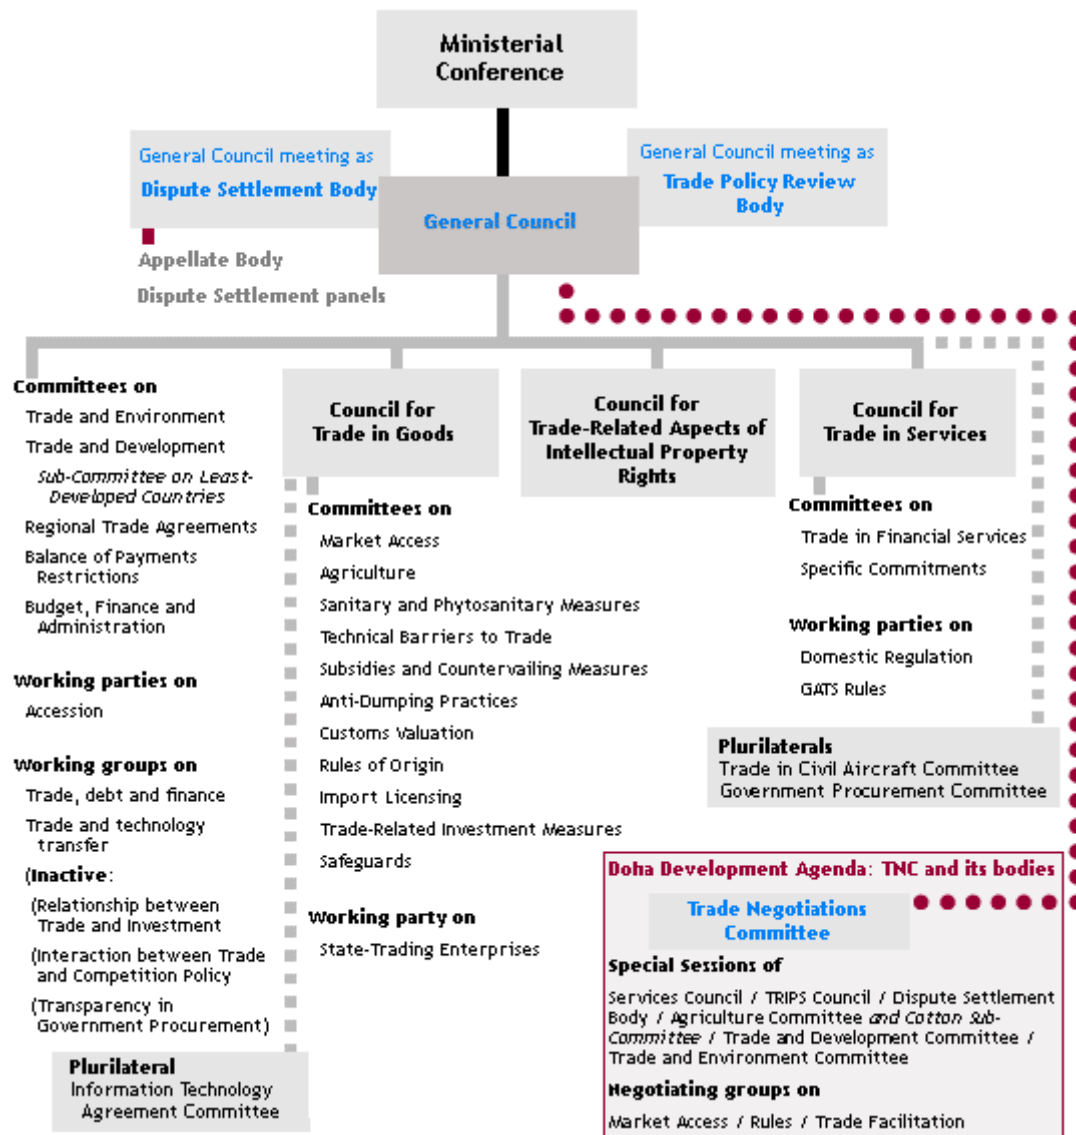 Ministerial
Conference
General Council meeting as
Dispute Settlement Body
General Council meeting as
Trade Policy Review
Body
General Council
Appellate Body
Dispute Settlement panels
Committees on
Trade and Environment
Trade and Development
Sub-Committee on Least-
Developed Countries
Regional Trade Agreements
Balance of Payments
Restrictions
Budget, Finance and
Administration
Working parties on
Accession
Working groups on
Trade, debt and finance
Trade and technology
transfer
(Inactive:
(Relationship between
Trade and Investment
(Interaction between Trade
and Competition Policy
(Transparency in
Government Procurement)
Plurilateral
Information Technology
Agreement Committee
Council for
Trade in Goods
Committees on
Market Access
Agriculture
Sanitary and Phytosanitary Measures
Technical Barriers to Trade
Subsidies and Countervailing Measures
Anti-Dumping Practices
Customs Valuation
Rules of Origin
Import Licensing
Trade-Related Investment Measures
Safeguards
Working party on
State-Trading Enterprises
Council for
Trade-Related Aspects of
Intellectual Property
Rights
Council for
Trade in Services
Committees on
Trade in Financial Services
Specific Commitments
Working parties on
Domestic Regulation
GATS Rules
Plurilaterals
Trade in Civil Aircraft Committee
Government Procurement Committee
Doha Development Agenda: TNC and its bodies
Trade Negotiations
Committee
Special Sessions of
Services Council / TRIPS Council / Dispute Settlement
Body / Agriculture Committee and Cotton Sub-
Committee / Trade and Development Committee /
Trade and Environment Committee
Negotiating groups on
Market Access / Rules / Trade Facilitation